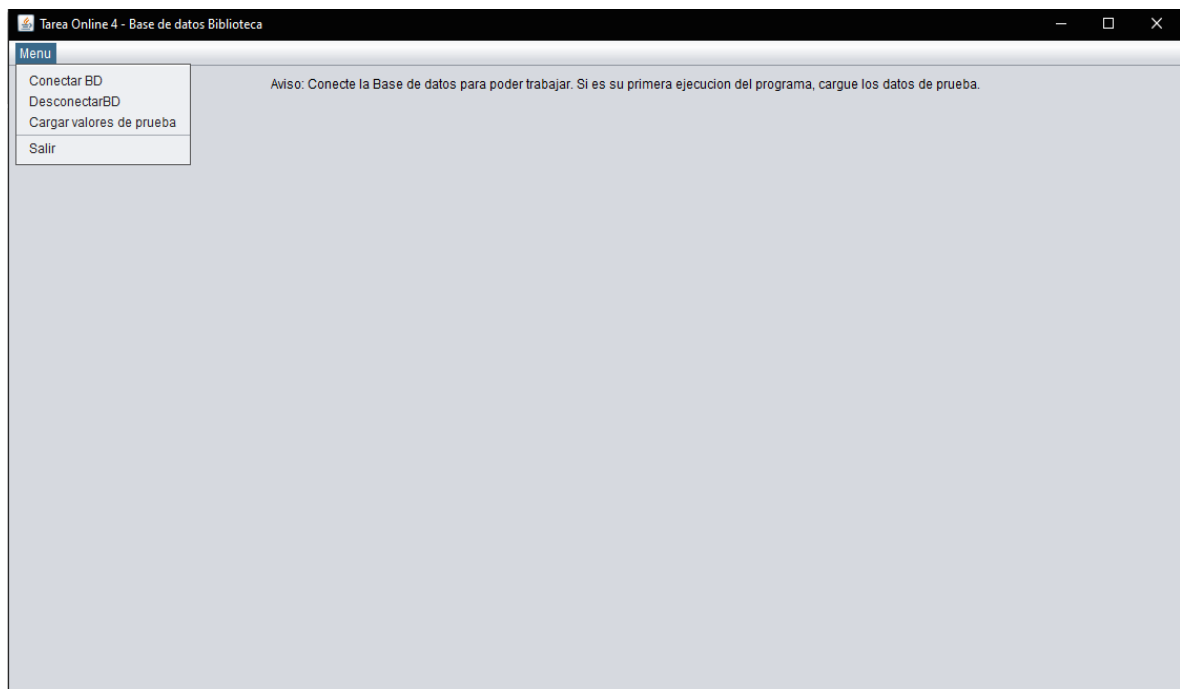 Tarea Online 4 - Base de datos Biblioteca
Menu
Conectar BD
DesconectarBD
Cargar valores de prueba
Salir
Aviso: Conecte la Base de datos para poder trabajar. Si es su primera ejecucion del programa, cargue los datos de prueba.